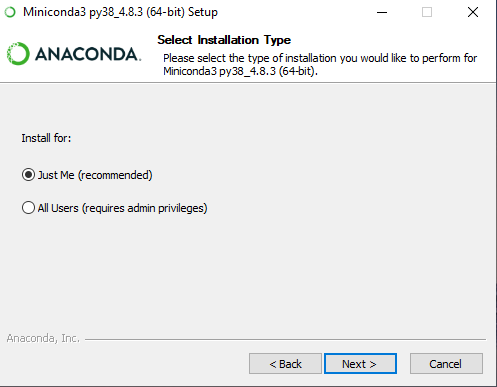 Miniconda3 py38_4.8.3 (64-bit) Setup
ANACONDA.
Select Installation Type
Please select the type of installation you would like to perform for
Miniconda3 py38_4.8.3 (64-bit).
Install for:
Just Me (recommended)
All Users (requires admin privileges)
Anaconda, Inc.
< Back
Next >
Cancel